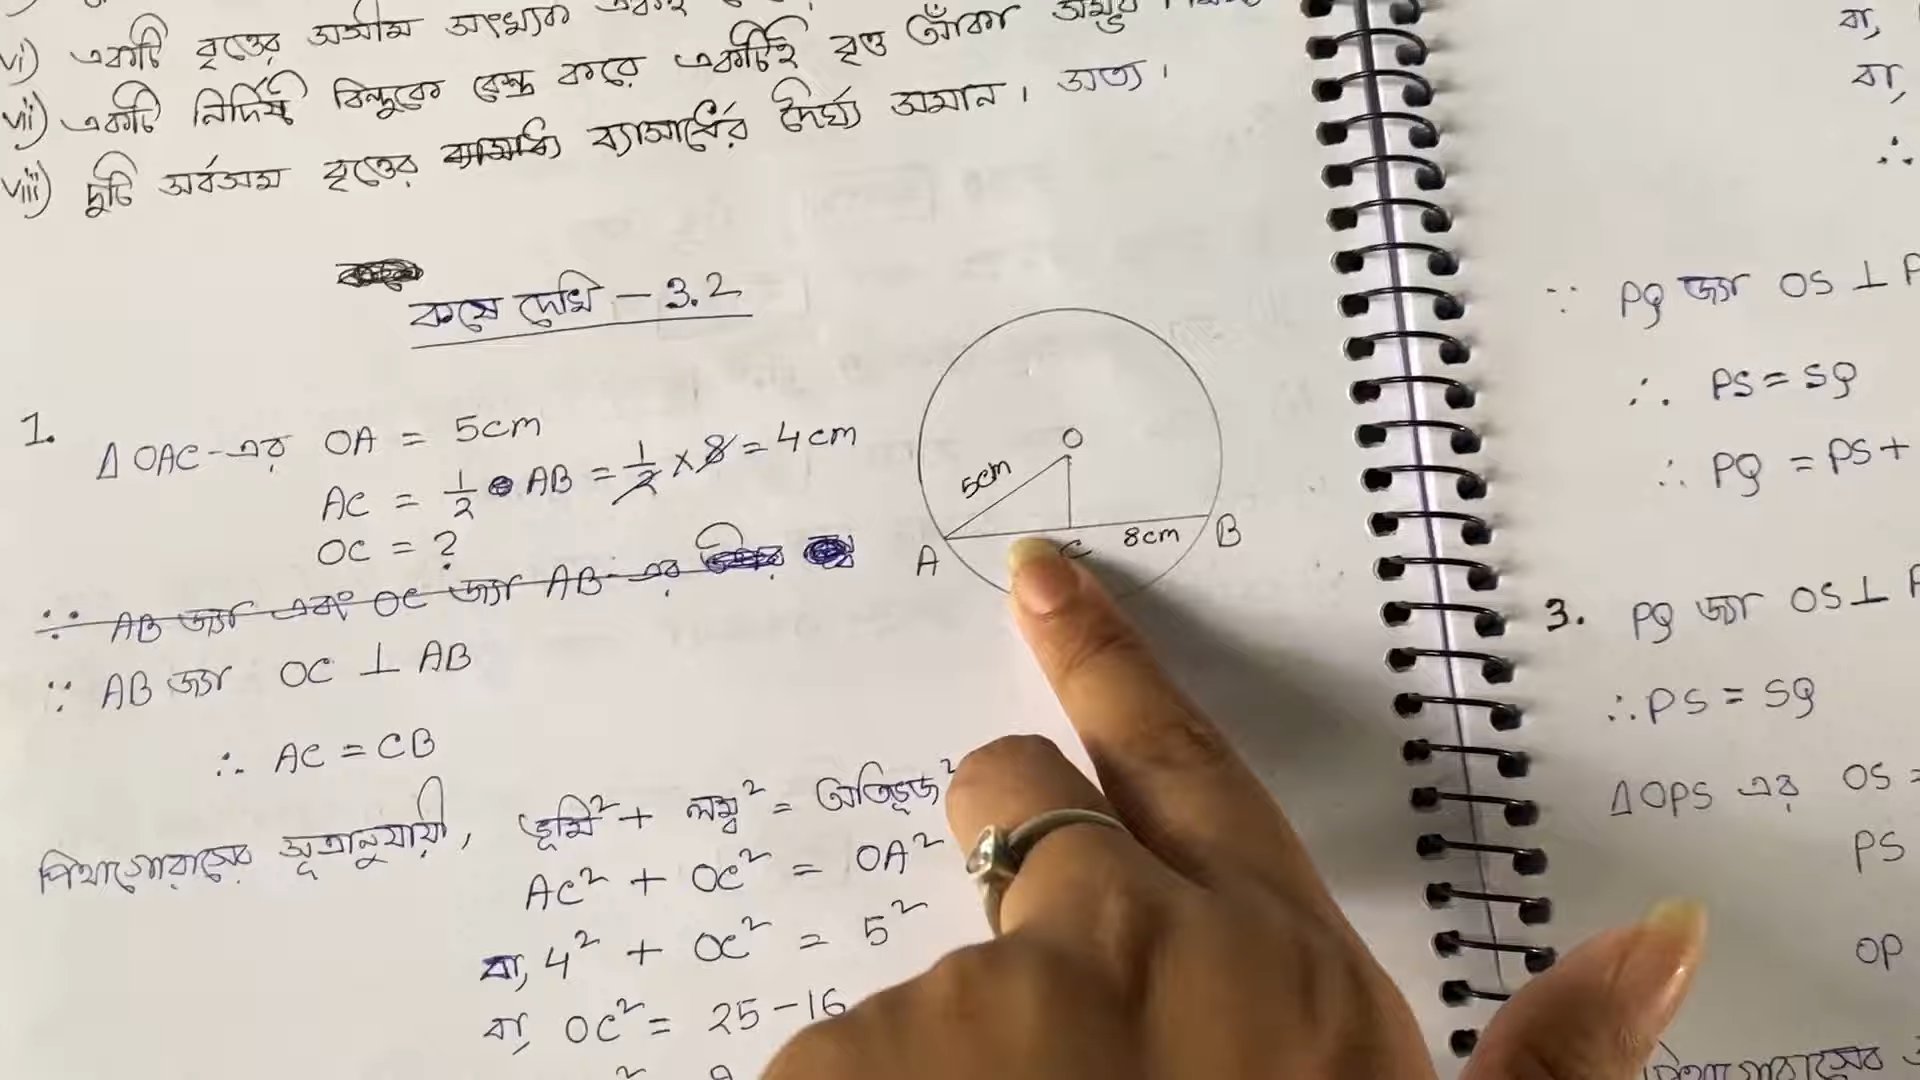 vi) একটি বৃত্তের অসীম সংখ্যক
vii) একটি নির্দিষ্ট বিন্দুকে কেন্দ্র করে একটিই বৃত্ত আঁকা সম্ভব
viii) দুটি সর্বসম বৃত্তের ব্যাসার্ধের দৈর্ঘ্য সমান। সত্য।
কষে দেখি – 3.2
1. Δ OAC-এর OA = 5cm
AC = 1/2 AB = 1/2 × 8 = 4cm
OC = ?
∵ AB জ্যা এবং OC জ্যা AB-এর
∵ AB জ্যা OC ⊥ AB
∴ AC = CB
পিথাগোরাসের সূত্রানুযায়ী, ভূমি² + লম্ব² = অতিভুজ²
AC² + OC² = OA²
বা, 4² + OC² = 5²
বা, OC² = 25 – 16
O
5cm
A
C
8cm
B
বা,
বা,
∴
∵ PQ জ্যা OS ⊥ P
∴ PS = SQ
∴ PQ = PS +
3. PQ জ্যা OS ⊥ P
∴ PS = SQ
Δ OPS এর OS =
PS
OP
পিথাগোরাসের